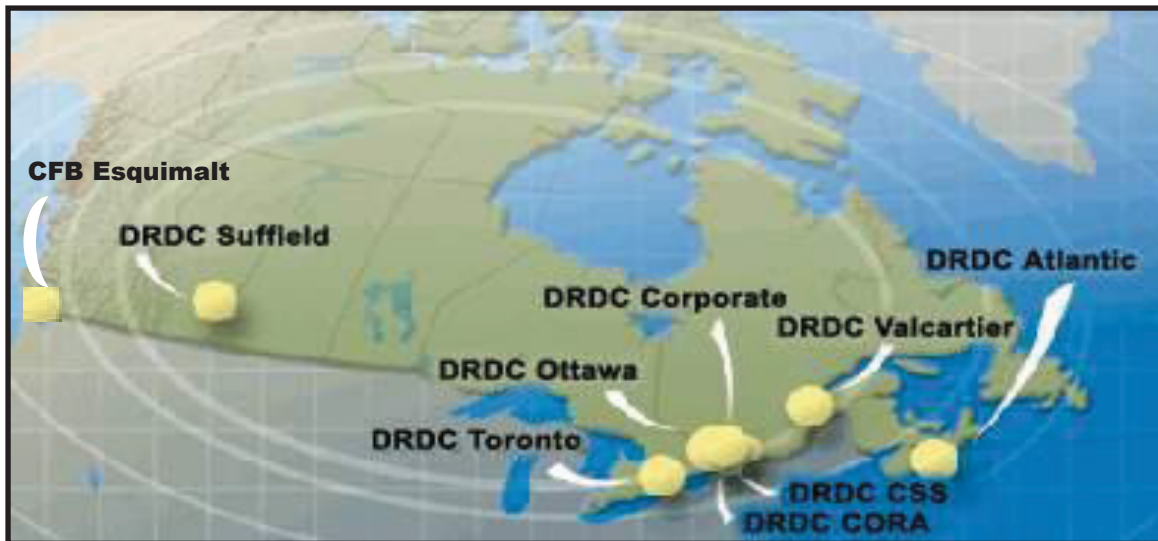 CFB Esquimalt
DRDC Suffield
DRDC Atlantic
DRDC Corporate
DRDC Valcartier
DRDC Ottawa
DRDC Toronto
DRDC CSS
DRDC CORA